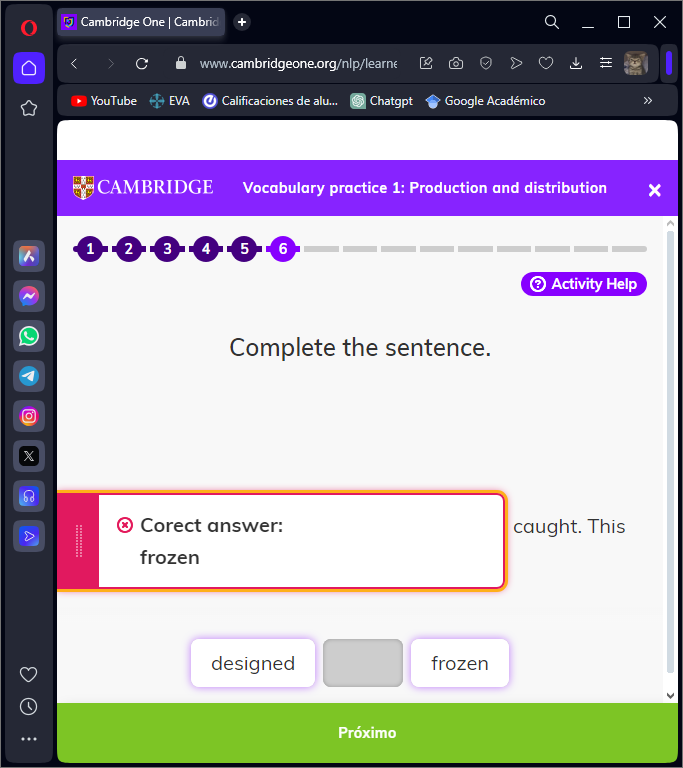 Cambridge One | Cambrid
www.cambridgeone.org/nlp/learne
YouTube EVA Calificaciones de alu... Chatgpt Google Académico »
CAMBRIDGE Vocabulary practice 1: Production and distribution
1 2 3 4 5 6
Activity Help
Complete the sentence.
Corect answer:
frozen
caught. This
designed frozen
Próximo